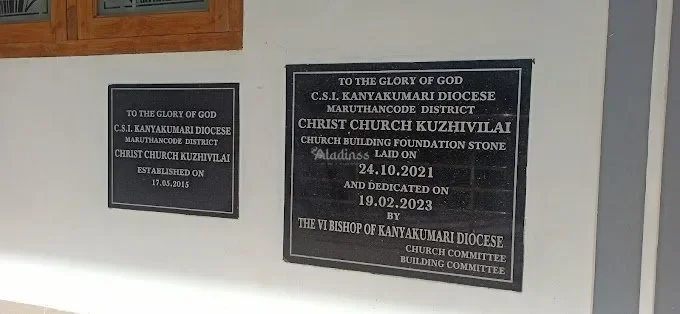 TO THE GLORY OF GOD
C.S.I. KANYAKUMARI DIOCESE
MARUTHANCODE DISTRICT
CHRIST CHURCH KUZHIVILAI
ESTABLISHED ON
17.05.2015
TO THE GLORY OF GOD
C.S.I. KANYAKUMARI DIOCESE
MARUTHANCODE DISTRICT
CHRIST CHURCH KUZHIVILAI
CHURCH BUILDING FOUNDATION STONE
Aladinss
LAID ON
24.10.2021
AND DEDICATED ON
19.02.2023
BY
THE VI BISHOP OF KANYAKUMARI DIOCESE
CHURCH COMMITTEE
BUILDING COMMITTEE